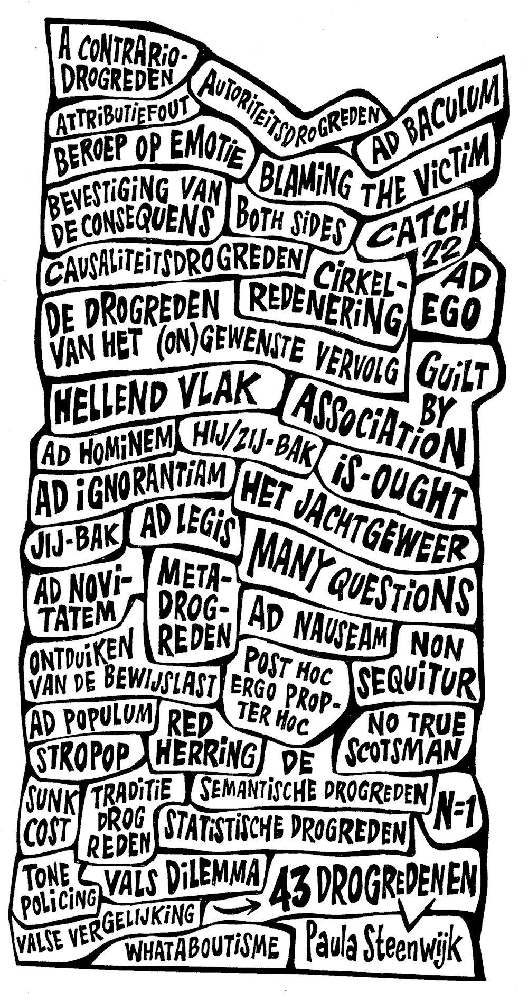 A CONTRARIO-
DROGREDEN
AUTORITEITSDROGREDEN
AD BACULUM
ATTRIBUTIEFOUT
BEROEP OP EMOTIE
BLAMING THE VICTIM
BEVESTIGING VAN
DE CONSEQUENS
BOTH SIDES
CATCH
22
CAUSALITEITSDROGREDEN
CIRKEL-
REDENERING
AD
EGO
DE DROGREDEN
VAN HET (ON)GEWENSTE VERVOLG
GUILT
BY
ASSOCIATION
HELLEND VLAK
AD HOMINEM
HIJ/ZIJ-BAK
IS-OUGHT
AD IGNORANTIAM
HET JACHTGEWEER
JIJ-BAK
AD LEGIS
MANY QUESTIONS
AD NOVI-
TATEM
META-
DROG-
REDEN
AD NAUSEAM
NON
SEQUITUR
ONTDUIKEN
VAN DE BEWIJSLAST
POST HOC
ERGO PROP-
TER HOC
AD POPULUM
RED
HERRING
NO TRUE
SCOTSMAN
STROPOP
DE
SEMANTISCHE DROGREDEN
SUNK
COST
TRADITIE
DROG
REDEN
STATISTISCHE DROGREDEN
N=1
TONE
POLICING
VALS DILEMMA
43 DROGREDENEN
VALSE VERGELIJKING
WHATABOUTISME
Paula Steenwijk